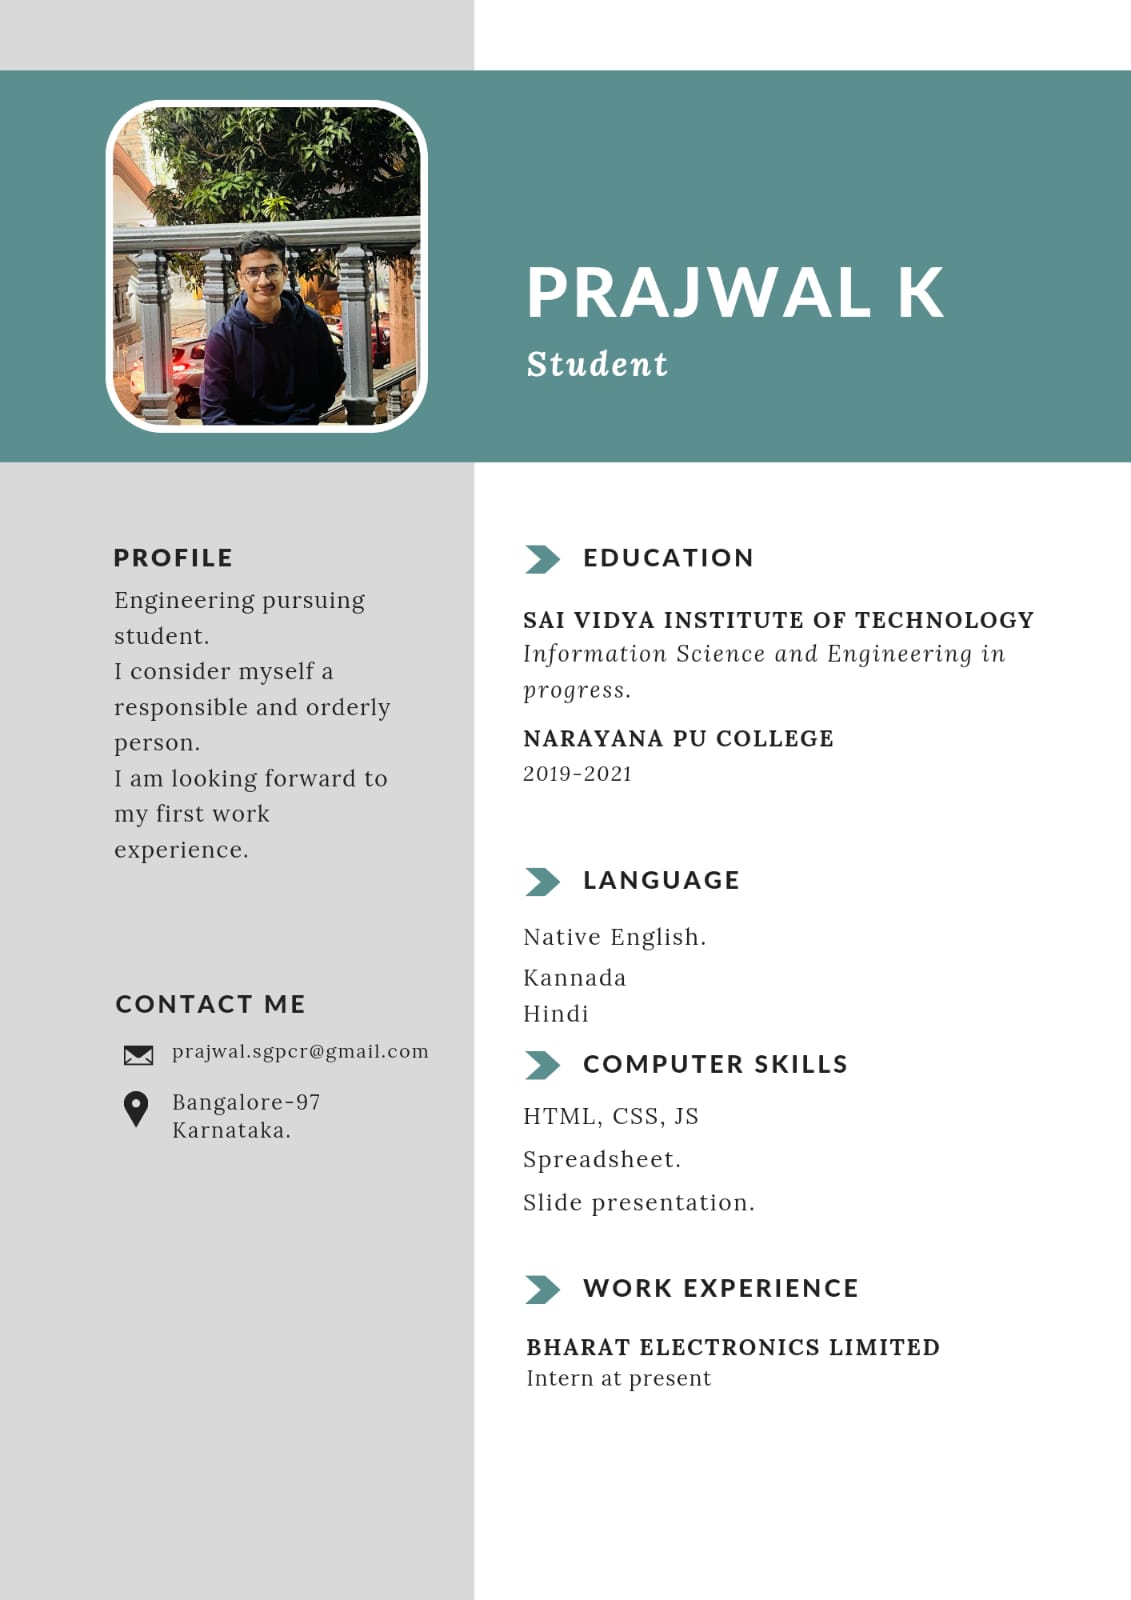 PRAJWAL K
Student
PROFILE
Engineering pursuing
student.
I consider myself a
responsible and orderly
person.
I am looking forward to
my first work
experience.
CONTACT ME
prajwal.sgpcr@gmail.com
Bangalore-97
Karnataka.
EDUCATION
SAI VIDYA INSTITUTE OF TECHNOLOGY
Information Science and Engineering in
progress.
NARAYANA PU COLLEGE
2019-2021
LANGUAGE
Native English.
Kannada
Hindi
COMPUTER SKILLS
HTML, CSS, JS
Spreadsheet.
Slide presentation.
WORK EXPERIENCE
BHARAT ELECTRONICS LIMITED
Intern at present